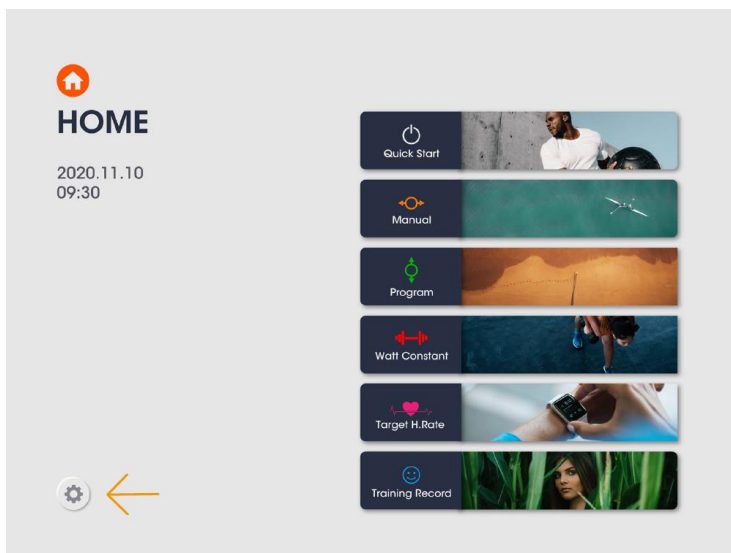 HOME
2020.11.10
09:30
Quick Start
Manual
Program
Watt Constant
Target H.Rate
Training Record